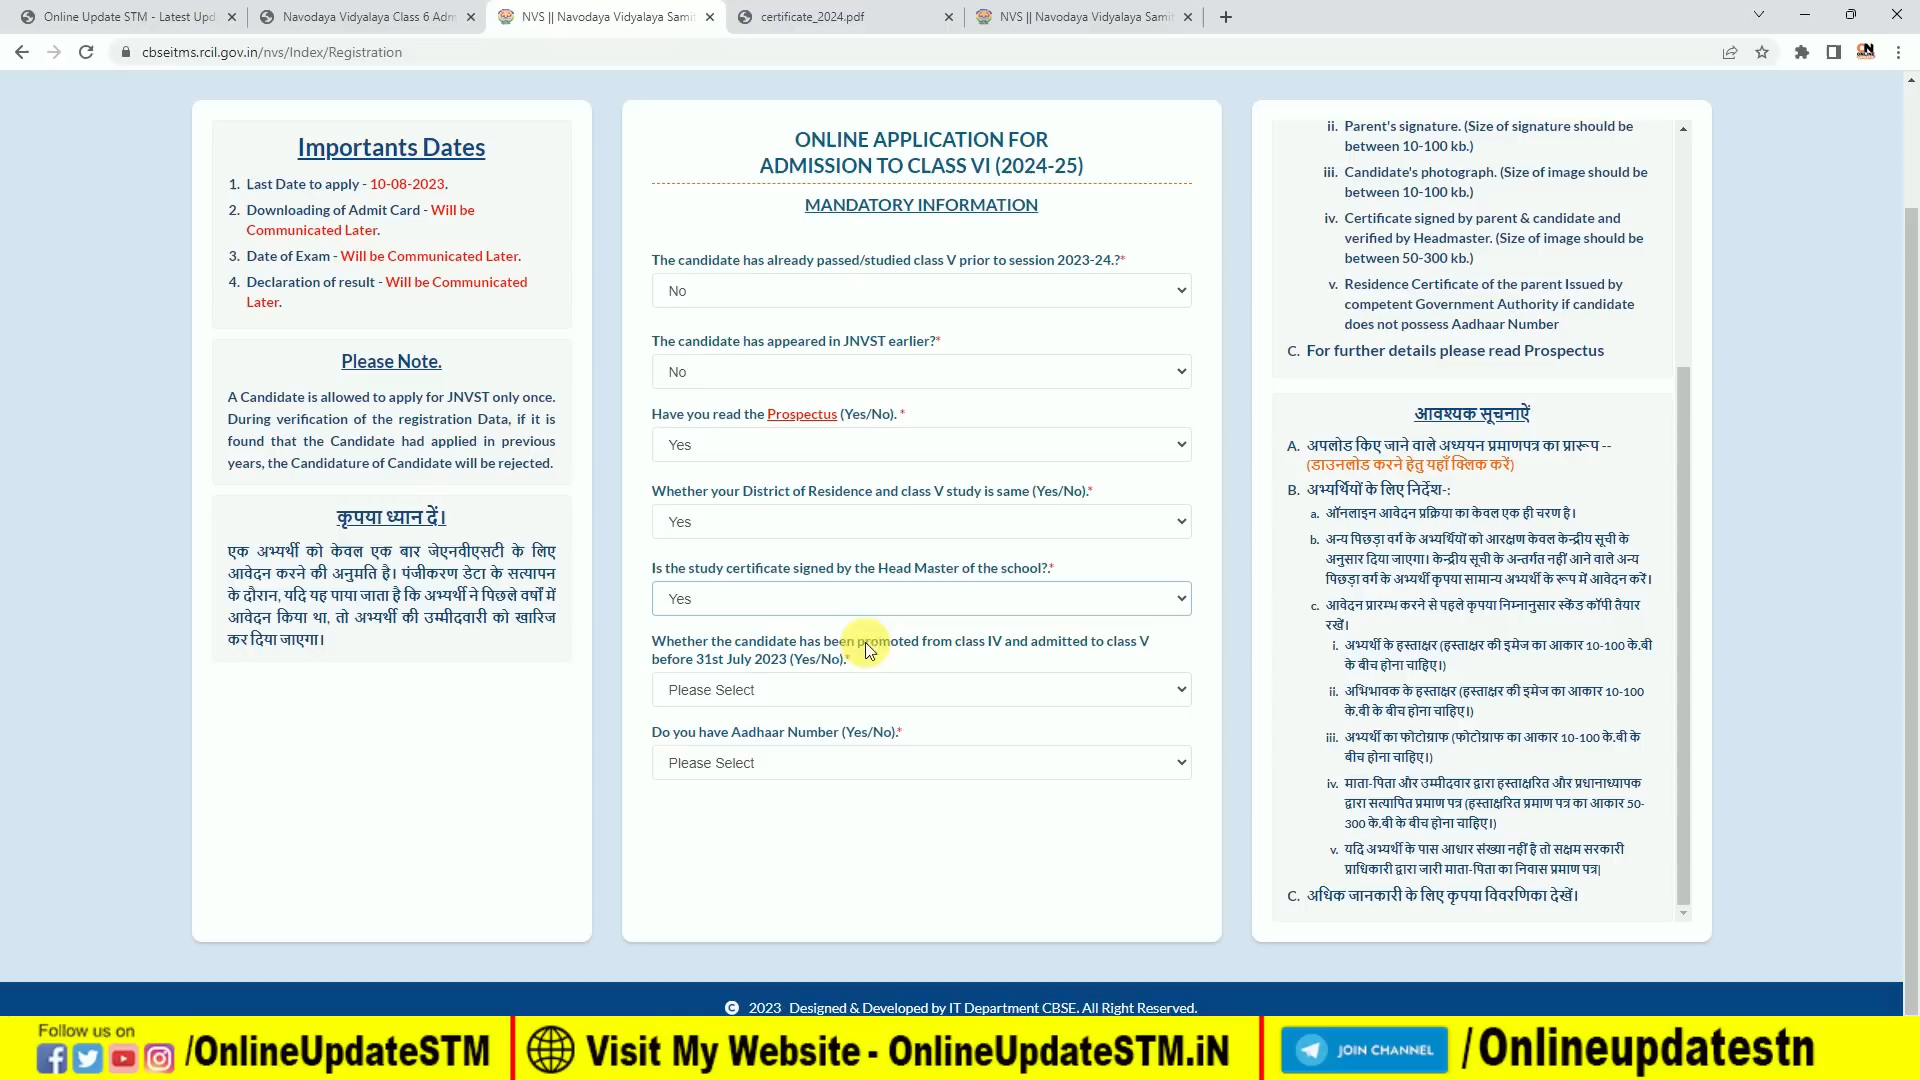 Online Update STM - Latest Upd
Navodaya Vidyalaya Class 6 Adm
NVS || Navodaya Vidyalaya Samit
certificate_2024.pdf
NVS || Navodaya Vidyalaya Samit
cbseitms.rcil.gov.in/nvs/Index/Registration
Importants Dates
1. Last Date to apply - 10-08-2023.
2. Downloading of Admit Card - Will be
Communicated Later.
3. Date of Exam - Will be Communicated Later.
4. Declaration of result - Will be Communicated
Later.
Please Note.
A Candidate is allowed to apply for JNVST only once.
During verification of the registration Data, if it is
found that the Candidate had applied in previous
years, the Candidature of Candidate will be rejected.
कृपया ध्यान दें।
एक अभ्यर्थी को केवल एक बार जेएनवीएसटी के लिए
आवेदन करने की अनुमति है। पंजीकरण डेटा के सत्यापन
के दौरान, यदि यह पाया जाता है कि अभ्यर्थी ने पिछले वर्षों में
आवेदन किया था, तो अभ्यर्थी की उम्मीदवारी को खारिज
कर दिया जाएगा।
ONLINE APPLICATION FOR
ADMISSION TO CLASS VI (2024-25)
MANDATORY INFORMATION
The candidate has already passed/studied class V prior to session 2023-24.?*
No
The candidate has appeared in JNVST earlier?*
No
Have you read the Prospectus (Yes/No). *
Yes
Whether your District of Residence and class V study is same (Yes/No).*
Yes
Is the study certificate signed by the Head Master of the school?.*
Yes
Whether the candidate has been promoted from class IV and admitted to class V
before 31st July 2023 (Yes/No).*
Please Select
Do you have Aadhaar Number (Yes/No).*
Please Select
ii. Parent's signature. (Size of signature should be
between 10-100 kb.)
iii. Candidate's photograph. (Size of image should be
between 10-100 kb.)
iv. Certificate signed by parent & candidate and
verified by Headmaster. (Size of image should be
between 50-300 kb.)
v. Residence Certificate of the parent Issued by
competent Government Authority if candidate
does not possess Aadhaar Number
C. For further details please read Prospectus
आवश्यक सूचनाऐं
A. अपलोड किए जाने वाले अध्ययन प्रमाणपत्र का प्रारूप --
(डाउनलोड करने हेतु यहाँ क्लिक करें)
B. अभ्यर्थियों के लिए निर्देश-:
a. ऑनलाइन आवेदन प्रक्रिया का केवल एक ही चरण है।
b. अन्य पिछड़ा वर्ग के अभ्यर्थियों को आरक्षण केवल केन्द्रीय सूची के
अनुसार दिया जाएगा। केन्द्रीय सूची के अन्तर्गत नहीं आने वाले अन्य
पिछड़ा वर्ग के अभ्यर्थी कृपया सामान्य अभ्यर्थी के रूप में आवेदन करें।
c. आवेदन प्रारम्भ करने से पहले कृपया निम्नानुसार स्कैंड कॉपी तैयार
रखें।
i. अभ्यर्थी के हस्ताक्षर (हस्ताक्षर की इमेज का आकार 10-100 के.बी
के बीच होना चाहिए।)
ii. अभिभावक के हस्ताक्षर (हस्ताक्षर की इमेज का आकार 10-100
के.बी के बीच होना चाहिए।)
iii. अभ्यर्थी का फोटोग्राफ (फोटोग्राफ का आकार 10-100 के.बी के
बीच होना चाहिए।)
iv. माता-पिता और उम्मीदवार द्वारा हस्ताक्षरित और प्रधानाध्यापक
द्वारा सत्यापित प्रमाण पत्र (हस्ताक्षरित प्रमाण पत्र का आकार 50-
300 के.बी के बीच होना चाहिए।)
v. यदि अभ्यर्थी के पास आधार संख्या नहीं है तो सक्षम सरकारी
प्राधिकारी द्वारा जारी माता-पिता का निवास प्रमाण पत्र|
C. अधिक जानकारी के लिए कृपया विवरणिका देखें।
2023 Designed & Developed by IT Department CBSE. All Right Reserved.
Follow us on
/OnlineUpdateSTM
Visit My Website - OnlineUpdateSTM.iN
JOIN CHANNEL
/Onlineupdatestn